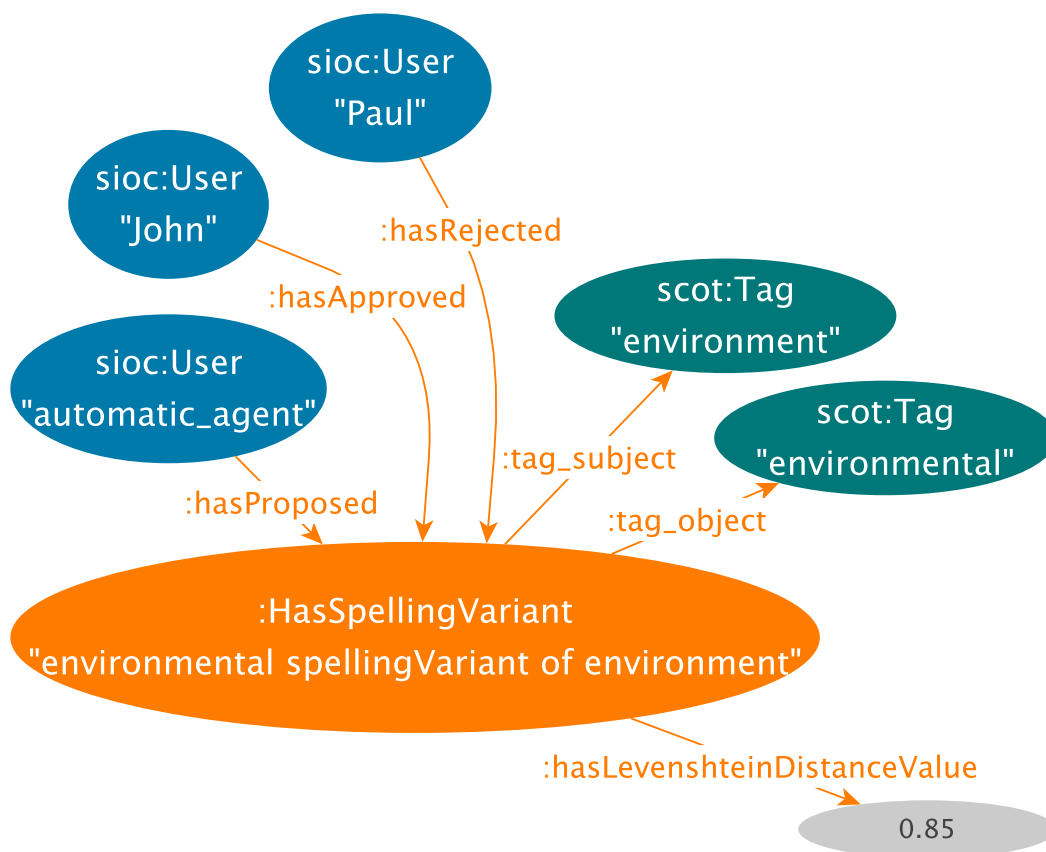 sioc:User
"Paul"
sioc:User
"John"
:hasRejected
:hasApproved
scot:Tag
"environment"
sioc:User
"automatic_agent"
scot:Tag
"environmental"
:tag_subject
:hasProposed
:tag_object
:HasSpellingVariant
"environmental spellingVariant of environment"
:hasLevenshteinDistanceValue
0.85